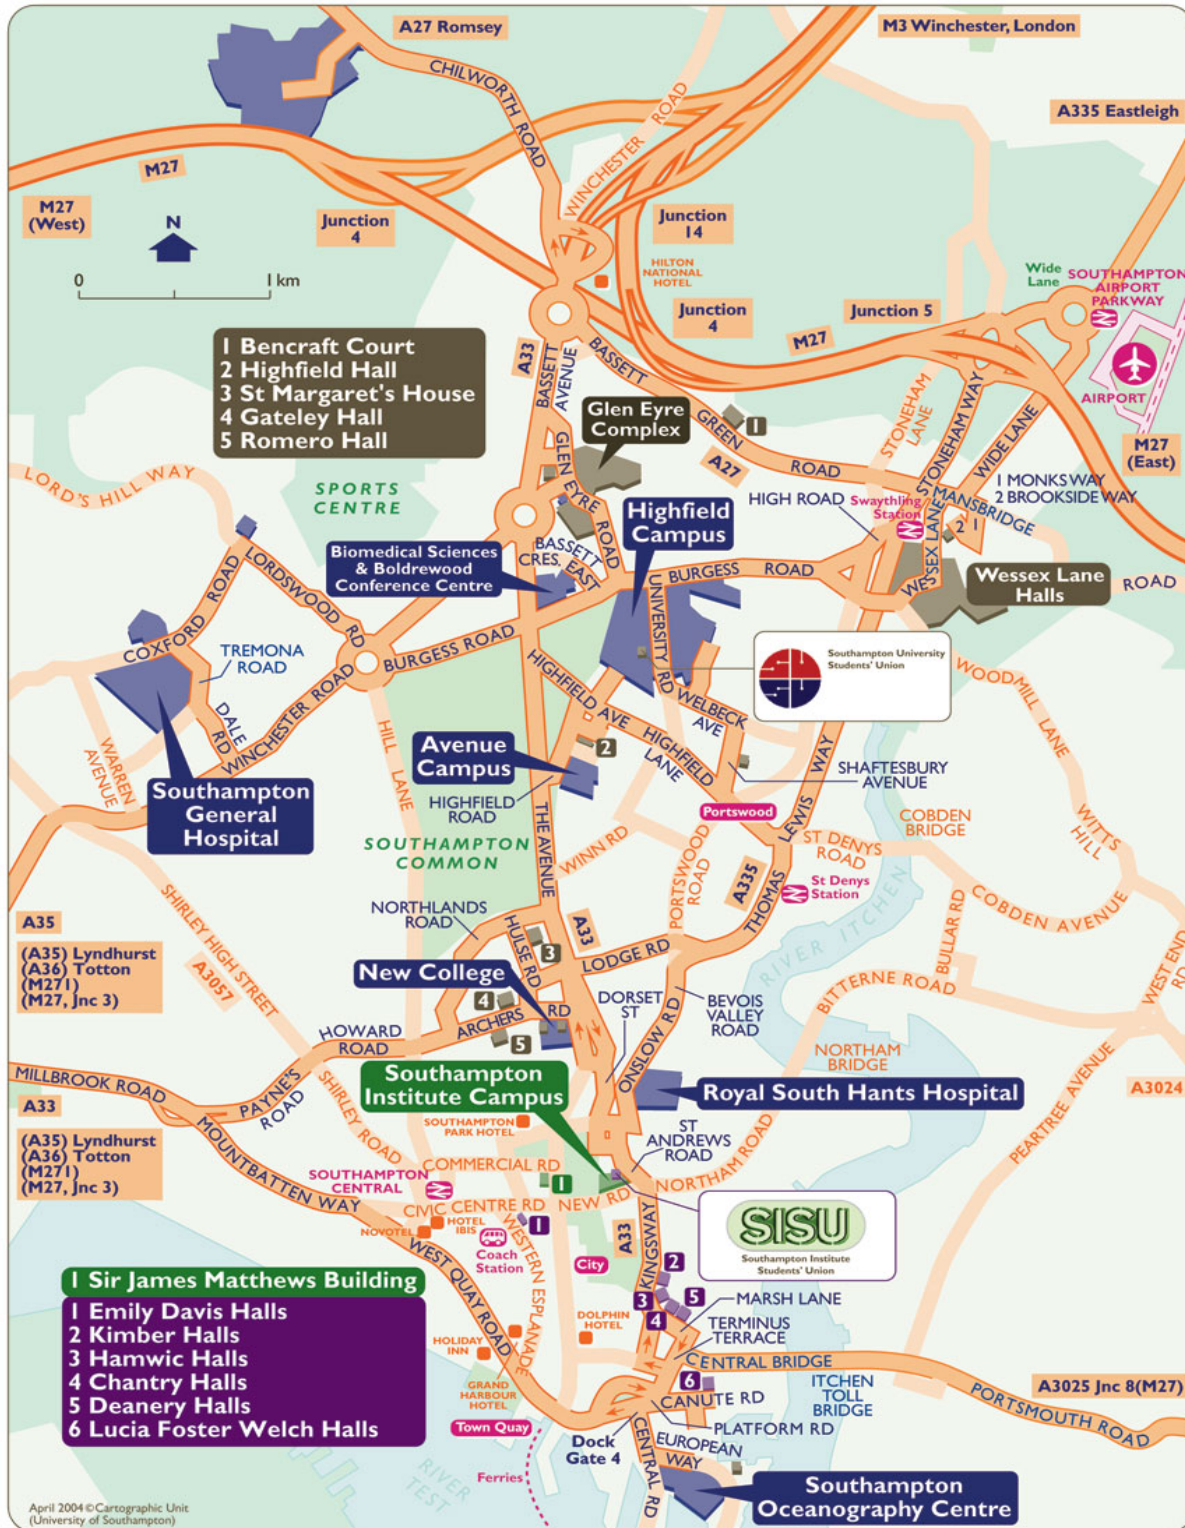 A27 Romsey
M3 Winchester, London
CHILWORTH ROAD
WINCHESTER ROAD
A335 Eastleigh
M27
M27
(West)
N
Junction
4
Junction
14
0 1 km
HILTON
NATIONAL
HOTEL
Wide
Lane
SOUTHAMPTON
AIRPORT
PARKWAY
Junction
4
Junction 5
M27
AIRPORT
M27
(East)
1 Bencraft Court
2 Highfield Hall
3 St Margaret's House
4 Gateley Hall
5 Romero Hall
A33
BASSETT
AVENUE
BASSETT
GREEN
ROAD
A27
1
Glen Eyre
Complex
GLEN EYRE
ROAD
STONEHAM
LANE
STONEHAM WAY
WIDE LANE
1 MONKS WAY
2 BROOKSIDE WAY
MANSBRIDGE
ROAD
2 1
HIGH ROAD
Swaythling
Station
WESSEX LANE
Wessex Lane
Halls
LORD'S HILL WAY
SPORTS
CENTRE
Highfield
Campus
Biomedical Sciences
& Boldrewood
Conference Centre
BASSETT
CRES. EAST
BURGESS ROAD
UNIVERSITY
RD
LORDSWOOD
RD
COXFORD ROAD
TREMONA
ROAD
DALE
RD
WINCHESTER ROAD
BURGESS ROAD
HIGHFIELD AVE
HIGHFIELD
LANE
WELBECK
AVE
Southampton University
Students' Union
WOODMILL LANE
WARREN
AVENUE
HILL
LANE
Southampton
General
Hospital
2
Avenue
Campus
HIGHFIELD
ROAD
SHAFTESBURY
AVENUE
Portswood
COBDEN
BRIDGE
WITTS
HILL
THE AVENUE
SOUTHAMPTON
COMMON
WINN RD
PORTSWOOD
ROAD
A335
THOMAS
LEWIS
WAY
ST DENYS
ROAD
St Denys
Station
COBDEN AVENUE
RIVER ITCHEN
BULLAR RD
WEST END
RD
SHIRLEY HIGH STREET
A3057
A35
(A35) Lyndhurst
(A36) Totton
(M271)
(M27, Jnc 3)
NORTHLANDS
ROAD
HULSE RD
3
A33
LODGE RD
New College
4
ARCHERS
RD
5
DORSET
ST
ONSLOW RD
BEVOIS
VALLEY
ROAD
BITTERNE ROAD
HOWARD
ROAD
NORTHAM
BRIDGE
PEARTREE AVENUE
A3024
MILLBROOK ROAD
PAYNE'S
ROAD
SHIRLEY ROAD
A33
(A35) Lyndhurst
(A36) Totton
(M271)
(M27, Jnc 3)
Southampton
Institute Campus
Royal South Hants Hospital
SOUTHAMPTON
PARK HOTEL
ST
ANDREWS
ROAD
NORTHAM ROAD
MOUNTBATTEN WAY
COMMERCIAL RD
SOUTHAMPTON
CENTRAL
1
CIVIC CENTRE RD
NEW RD
NOVOTEL
HOTEL
IBIS
1
Coach
Station
WESTERN
ESPLANADE
City
A33
KINGSWAY
SISU
Southampton Institute
Students' Union
WEST QUAY ROAD
2
3
5
4
MARSH LANE
TERMINUS
TERRACE
DOLPHIN
HOTEL
HOLIDAY
INN
GRAND
HARBOUR
HOTEL
CENTRAL BRIDGE
6
CANUTE RD
ITCHEN
TOLL
BRIDGE
A3025 Jnc 8(M27)
PORTSMOUTH ROAD
1 Sir James Matthews Building
1 Emily Davis Halls
2 Kimber Halls
3 Hamwic Halls
4 Chantry Halls
5 Deanery Halls
6 Lucia Foster Welch Halls
Town Quay
Dock
Gate 4
PLATFORM RD
EUROPEAN
WAY
CENTRAL RD
Ferries
RIVER
TEST
Southampton
Oceanography Centre
April 2004 © Cartographic Unit
(University of Southampton)